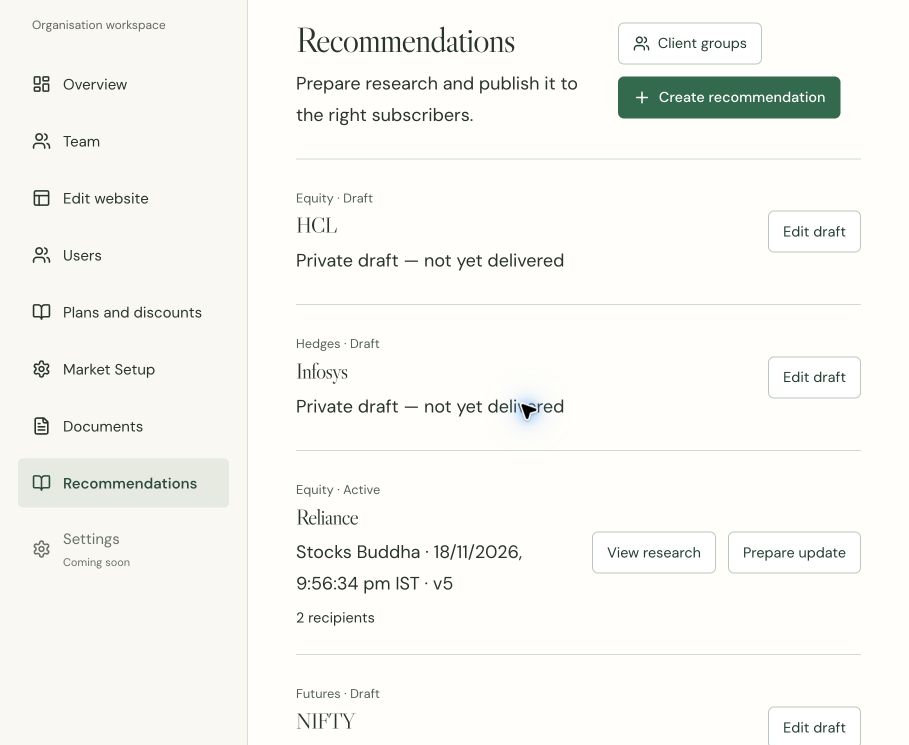 Organisation workspace
Overview
Team
Edit website
Users
Plans and discounts
Market Setup
Documents
Recommendations
Settings
Coming soon
Recommendations
Prepare research and publish it to
the right subscribers.
Client groups
Create recommendation
Equity · Draft
HCL
Private draft — not yet delivered
Edit draft
Hedges · Draft
Infosys
Private draft — not yet delivered
Edit draft
Equity · Active
Reliance
Stocks Buddha · 18/11/2026,
9:56:34 pm IST · v5
2 recipients
View research
Prepare update
Futures · Draft
NIFTY
Edit draft